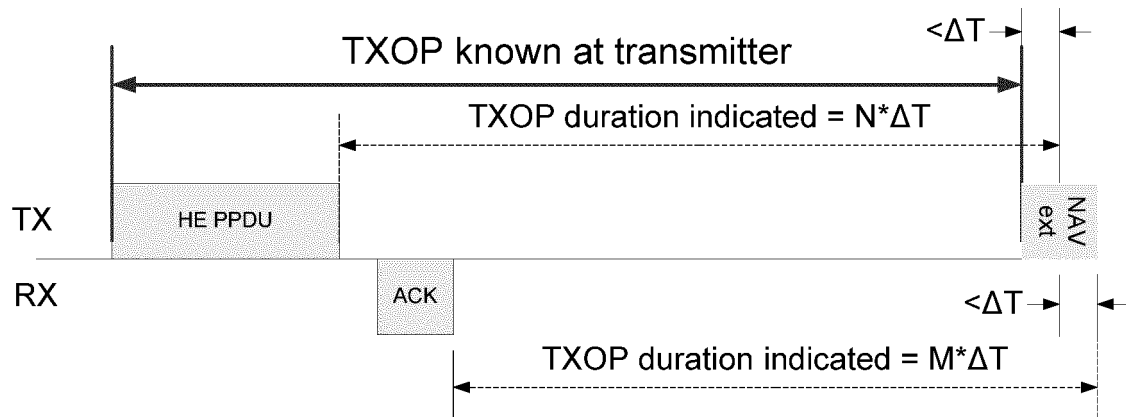 <ΔT
TXOP known at transmitter
TXOP duration indicated = N*ΔT
TX
HE PPDU
NAV
ext
RX
ACK
<ΔT
TXOP duration indicated = M*ΔT